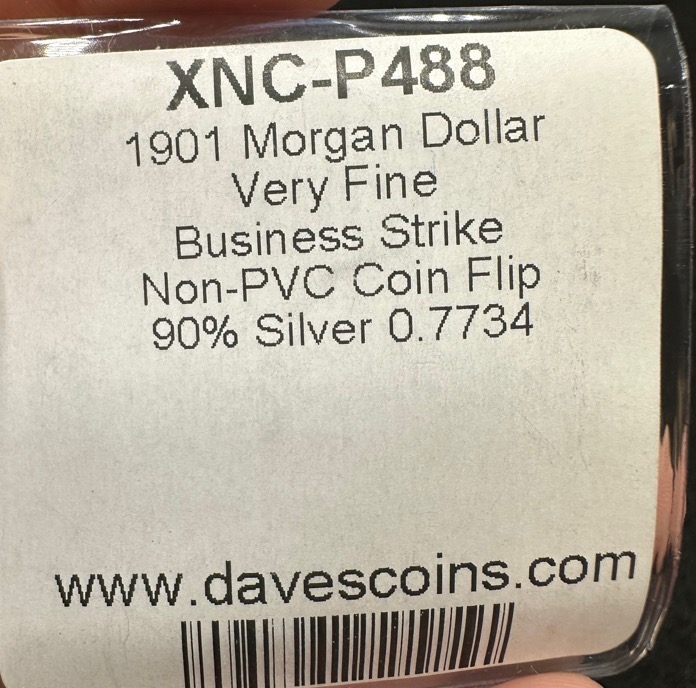 XNC-P488
1901 Morgan Dollar
Very Fine
Business Strike
Non-PVC Coin Flip
90% Silver 0.7734
www.davescoins.com